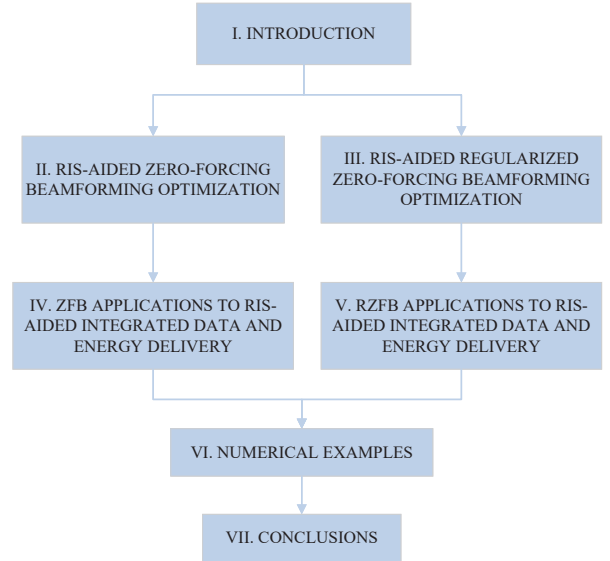 I. INTRODUCTION
II. RIS-AIDED ZERO-FORCING
BEAMFORMING OPTIMIZATION
III. RIS-AIDED REGULARIZED
ZERO-FORCING BEAMFORMING
OPTIMIZATION
IV. ZFB APPLICATIONS TO RIS-
AIDED INTEGRATED DATA AND
ENERGY DELIVERY
V. RZFB APPLICATIONS TO RIS-
AIDED INTEGRATED DATA AND
ENERGY DELIVERY
VI. NUMERICAL EXAMPLES
VII. CONCLUSIONS